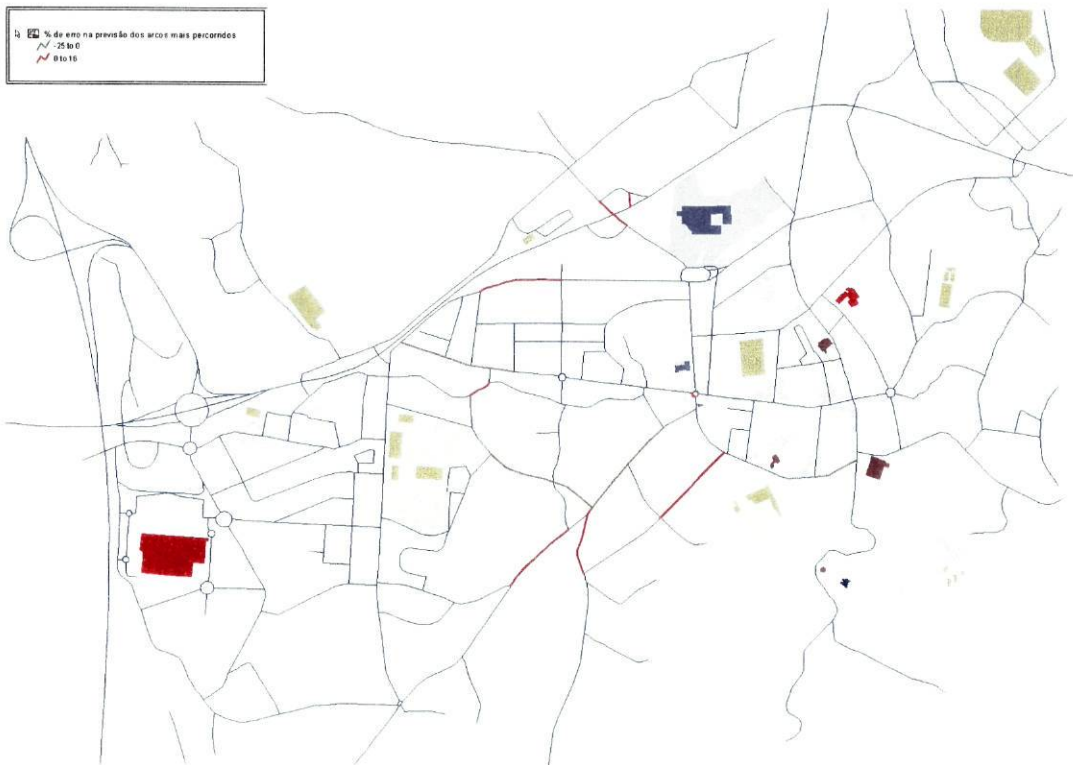 % de erro na previsão dos arcos mais percorridos
-25 to 0
0 to 16